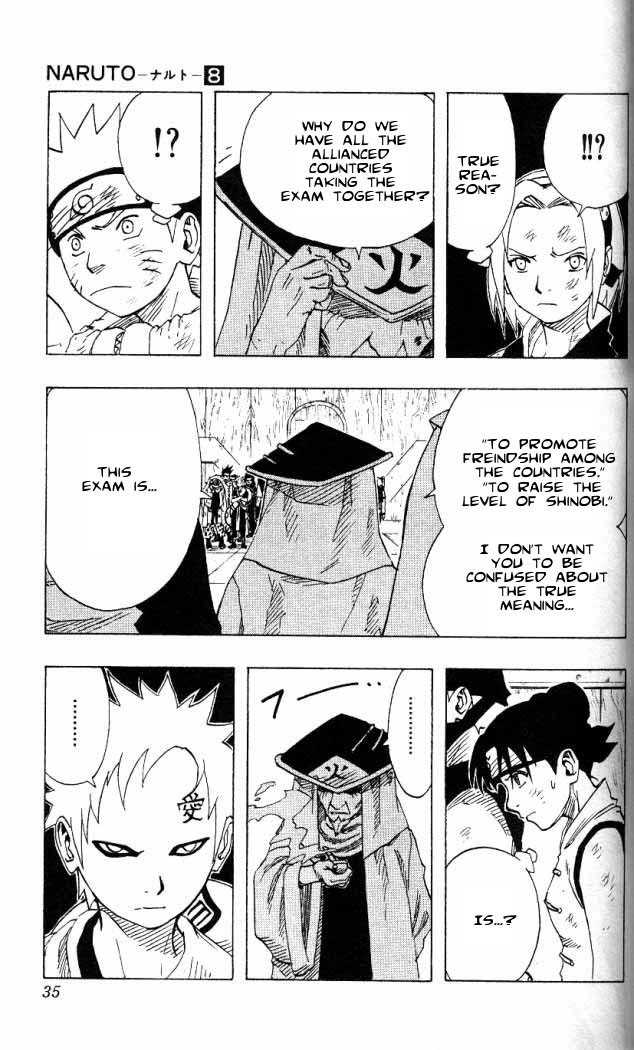 NARUTO—ナルト—8
!!?
TRUE
REA-
SON?
WHY DO WE
HAVE ALL THE
ALLIANCED
COUNTRIES
TAKING THE
EXAM TOGETHER?
火
!?
"TO PROMOTE
FREINDSHIP AMONG
THE COUNTRIES."
"TO RAISE THE
LEVEL OF SHINOBI."
I DON'T WANT
YOU TO BE
CONFUSED ABOUT
THE TRUE
MEANING...
THIS
EXAM IS...
IS...?
.........
フー
火
.........
愛
35